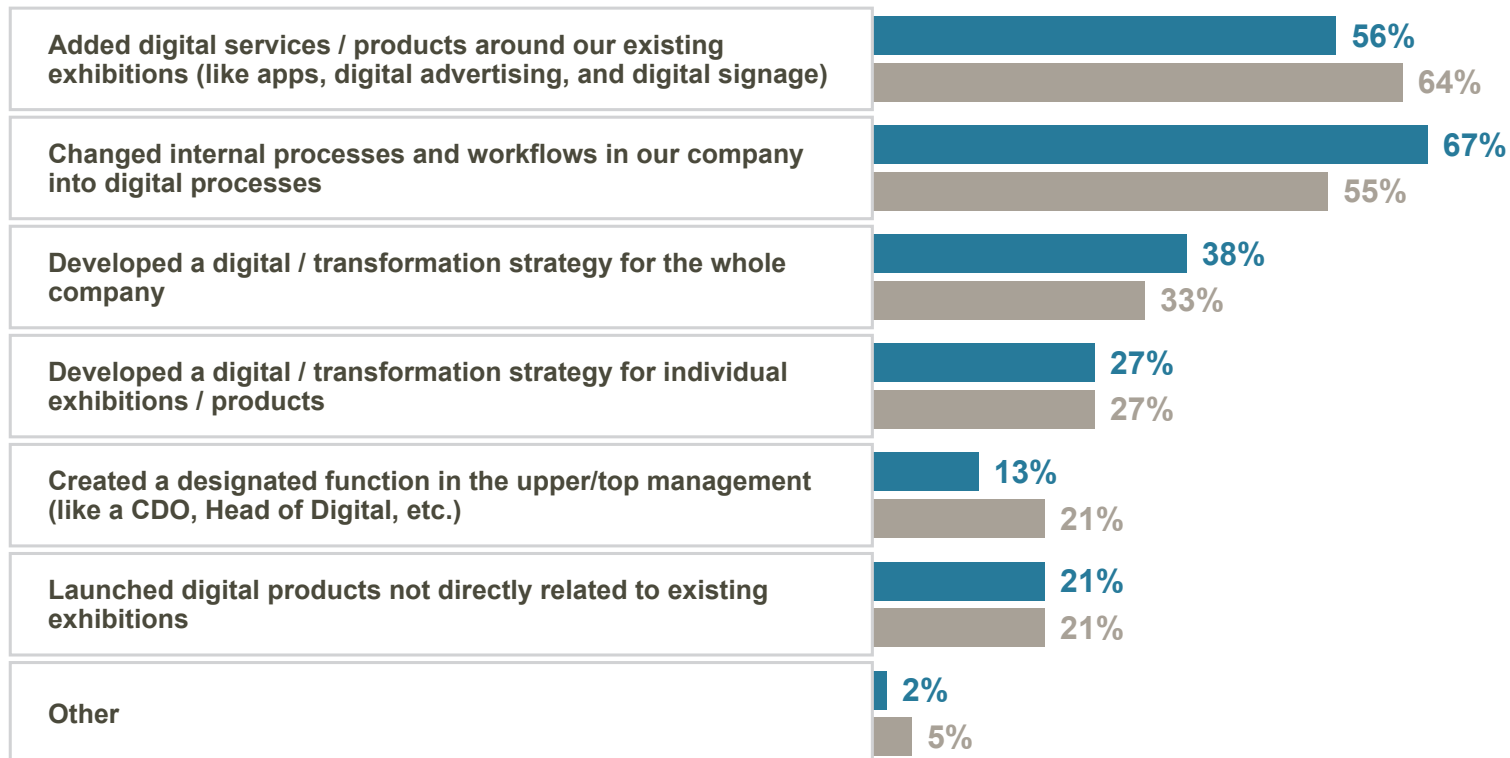 Added digital services / products around our existing
exhibitions (like apps, digital advertising, and digital signage)
56%
64%
Changed internal processes and workflows in our company
into digital processes
67%
55%
Developed a digital / transformation strategy for the whole
company
38%
33%
Developed a digital / transformation strategy for individual
exhibitions / products
27%
27%
Created a designated function in the upper/top management
(like a CDO, Head of Digital, etc.)
13%
21%
Launched digital products not directly related to existing
exhibitions
21%
21%
Other
2%
5%